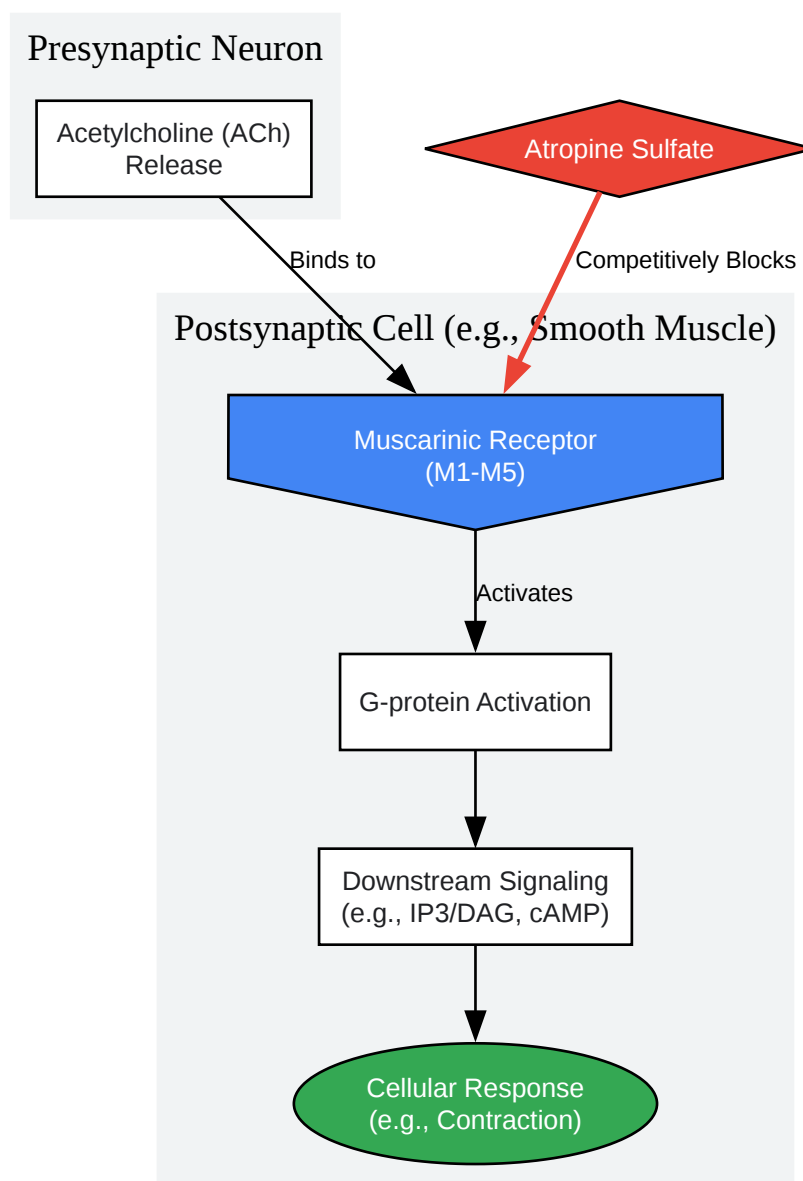 Presynaptic Neuron
Acetylcholine (ACh)
Release
Atropine Sulfate
Binds to
Competitively Blocks
Postsynaptic Cell (e.g., Smooth Muscle)
Muscarinic Receptor
(M1-M5)
Activates
G-protein Activation
Downstream Signaling
(e.g., IP3/DAG, cAMP)
Cellular Response
(e.g., Contraction)